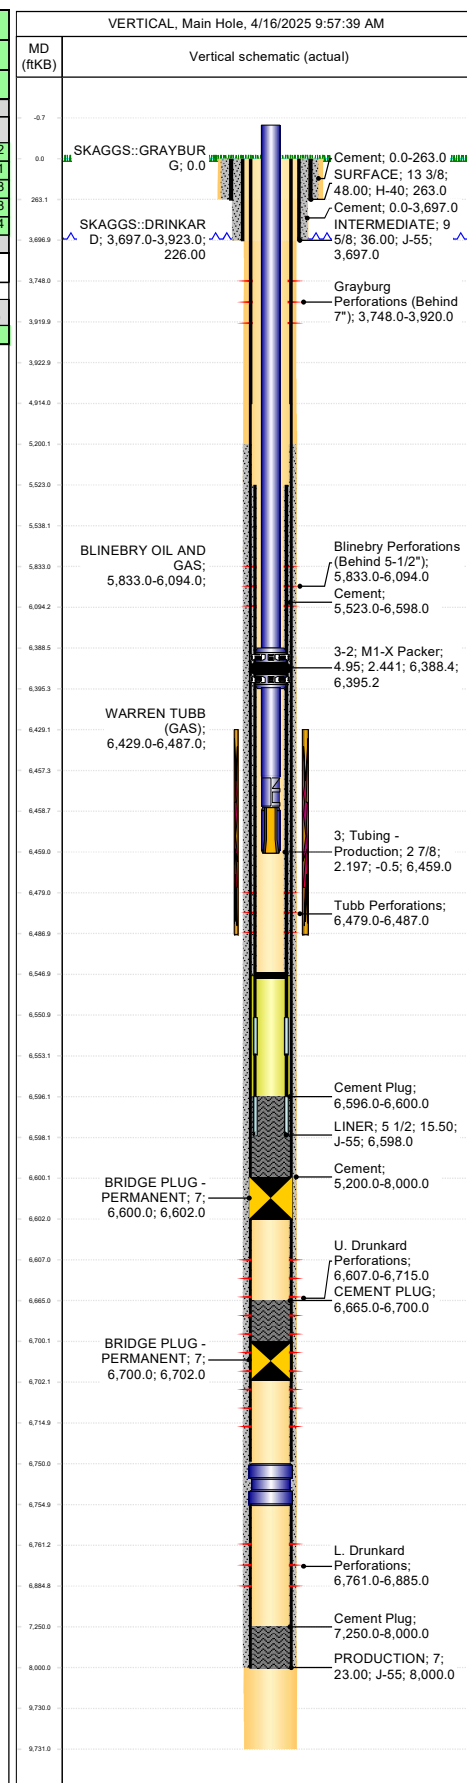 VERTICAL, Main Hole, 4/16/2025 9:57:39 AM
MD
(ftKB)
Vertical schematic (actual)
-0.7
0.0
263.1
3,696.9
3,748.0
3,919.9
3,922.9
4,914.0
5,200.1
5,523.0
5,538.1
5,833.0
6,094.2
6,388.5
6,395.3
6,429.1
6,457.3
6,458.7
6,459.0
6,479.0
6,486.9
6,546.9
6,550.9
6,553.1
6,596.1
6,598.1
6,600.1
6,602.0
6,607.0
6,665.0
6,700.1
6,702.1
6,714.9
6,750.0
6,754.9
6,761.2
6,884.8
7,250.0
8,000.0
9,730.0
9,731.0
SKAGGS::GRAYBUR
G; 0.0
SKAGGS::DRINKAR
D; 3,697.0-3,923.0;
226.00
BLINEBRY OIL AND
GAS;
5,833.0-6,094.0;
WARREN TUBB
(GAS);
6,429.0-6,487.0;
BRIDGE PLUG -
PERMANENT; 7;
6,600.0; 6,602.0
BRIDGE PLUG -
PERMANENT; 7;
6,700.0; 6,702.0
Cement; 0.0-263.0
SURFACE; 13 3/8;
48.00; H-40; 263.0
Cement; 0.0-3,697.0
INTERMEDIATE; 9
5/8; 36.00; J-55;
3,697.0
Grayburg
Perforations (Behind
7"); 3,748.0-3,920.0
Blinebry Perforations
(Behind 5-1/2");
5,833.0-6,094.0
Cement;
5,523.0-6,598.0
3-2; M1-X Packer;
4.95; 2.441; 6,388.4;
6,395.2
3; Tubing -
Production; 2 7/8;
2.197; -0.5; 6,459.0
Tubb Perforations;
6,479.0-6,487.0
Cement Plug;
6,596.0-6,600.0
LINER; 5 1/2; 15.50;
J-55; 6,598.0
Cement;
5,200.0-8,000.0
U. Drunkard
Perforations;
6,607.0-6,715.0
CEMENT PLUG;
6,665.0-6,700.0
L. Drunkard
Perforations;
6,761.0-6,885.0
Cement Plug;
7,250.0-8,000.0
PRODUCTION; 7;
23.00; J-55; 8,000.0